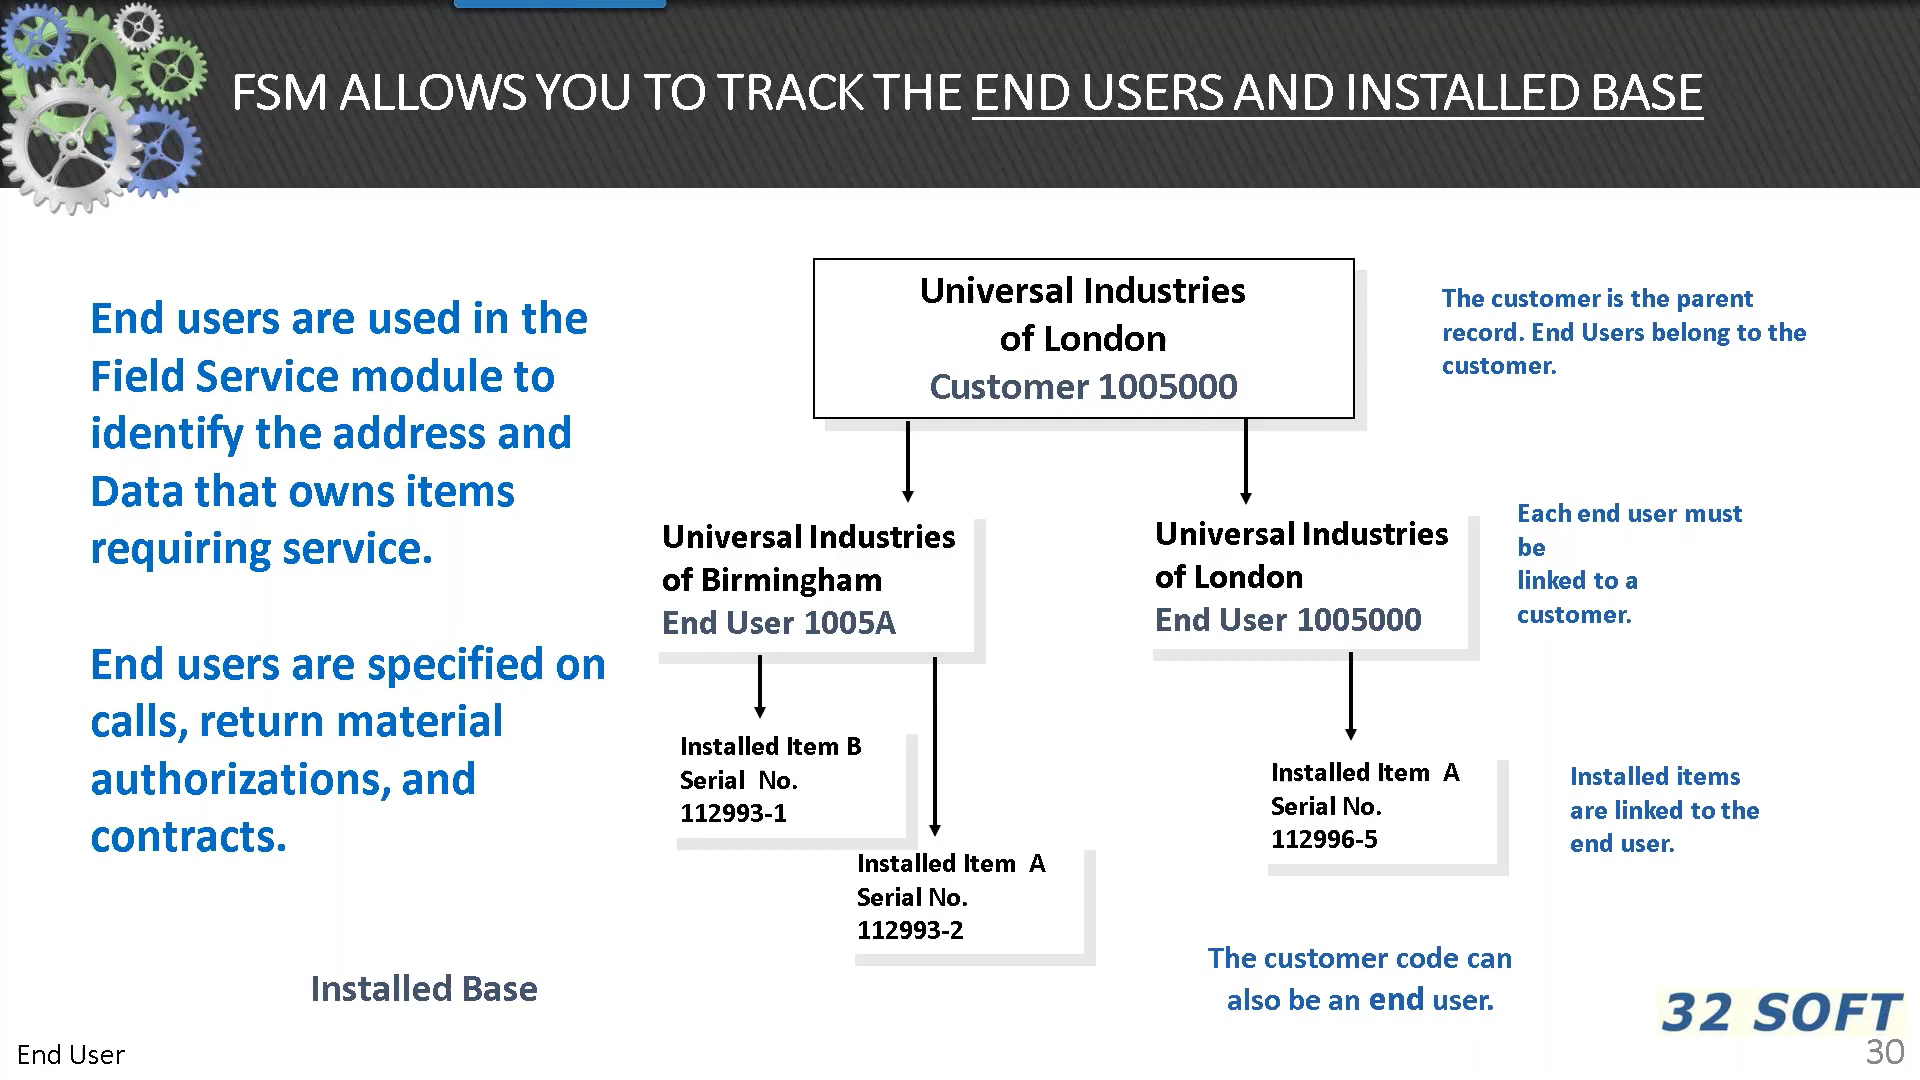 FSM ALLOWS YOU TO TRACK THE END USERS AND INSTALLED BASE
End users are used in the
Field Service module to
identify the address and
Data that owns items
requiring service.
End users are specified on
calls, return material
authorizations, and
contracts.
Installed Base
Universal Industries
of London
Customer 1005000
The customer is the parent
record. End Users belong to the
customer.
Universal Industries
of Birmingham
End User 1005A
Universal Industries
of London
End User 1005000
Each end user must
be
linked to a
customer.
Installed Item B
Serial  No.
112993-1
Installed Item  A
Serial No.
112993-2
Installed Item  A
Serial No.
112996-5
Installed items
are linked to the
end user.
The customer code can
also be an end user.
32 SOFT
End User
30